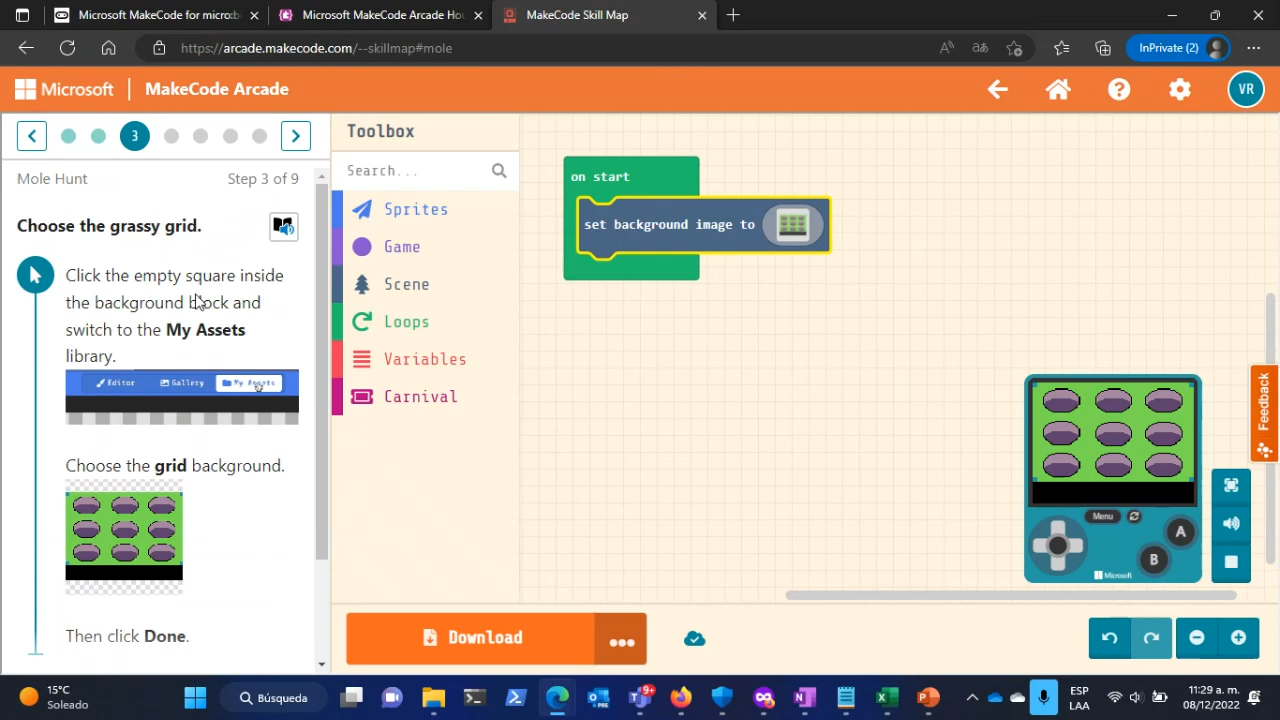 Microsoft MakeCode for micro:b
Microsoft MakeCode Arcade Hou
MakeCode Skill Map
https://arcade.makecode.com/--skillmap#mole
InPrivate (2)
Microsoft
MakeCode Arcade
VR
3
Mole Hunt
Step 3 of 9
Choose the grassy grid.
Click the empty square inside
the background block and
switch to the My Assets
library.
Editor
Gallery
My Assets
Choose the grid background.
Then click Done.
Toolbox
Search...
Sprites
Game
Scene
Loops
Variables
Carnival
on start
set background image to
Menu
A
B
Microsoft
Feedback
Download
15°C
Soleado
Búsqueda
9+
ESP
LAA
11:29 a. m.
08/12/2022